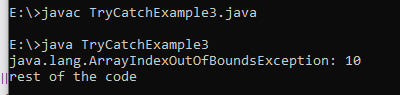 E:\>javac TryCatchExample3.java
E:\>java TryCatchExample3
java.lang.ArrayIndexOutOfBoundsException: 10
rest of the code